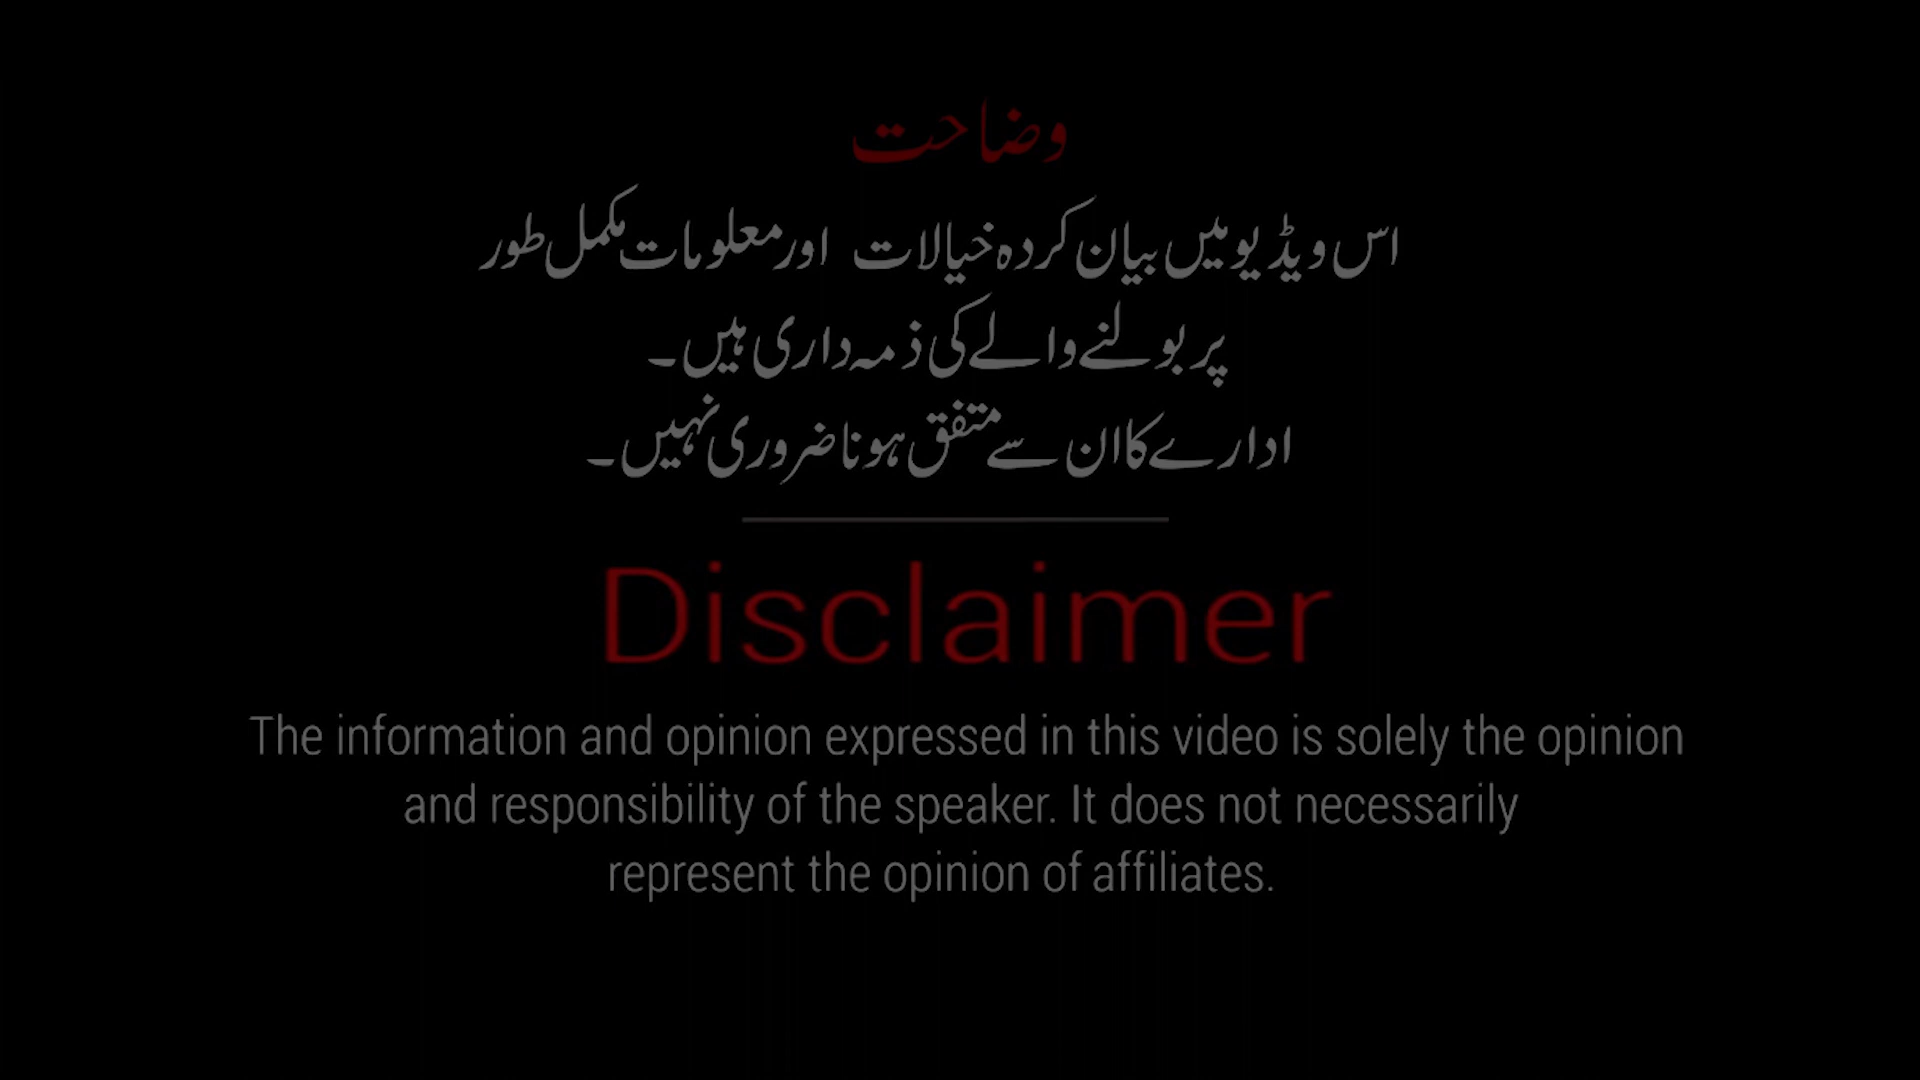 وضاحت
اس ویڈیو میں بیان کردہ خیالات اور معلومات مکمل طور
پر بولنے والے کی ذمہ داری ہیں۔
ادارے کا ان سے متفق ہونا ضروری نہیں۔
Disclaimer
The information and opinion expressed in this video is solely the opinion
and responsibility of the speaker. It does not necessarily
represent the opinion of affiliates.